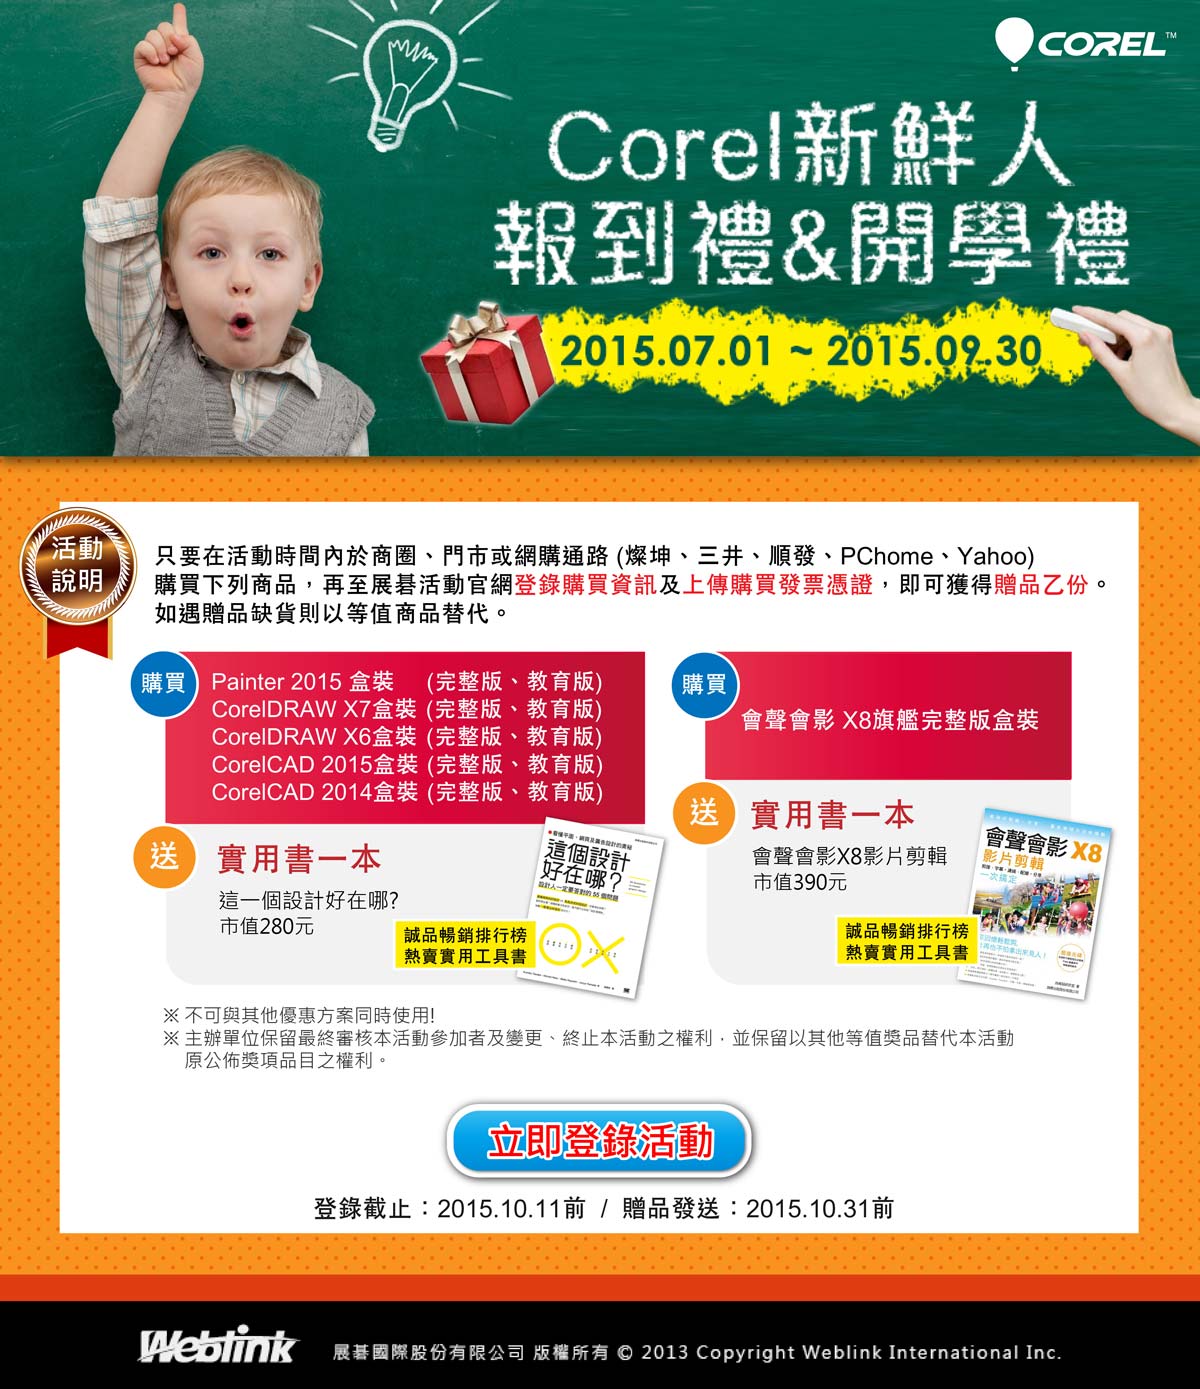 COREL™
Corel新鮮人
報到禮&開學禮
2015.07.01 ~ 2015.09.30
活動
說明
只要在活動時間內於商圈、門市或網購通路 (燦坤、三井、順發、PChome、Yahoo)
購買下列商品，再至展碁活動官網登錄購買資訊及上傳購買發票憑證，即可獲得贈品乙份。
如遇贈品缺貨則以等值商品替代。
購買
Painter 2015 盒裝 (完整版、教育版)
CorelDRAW X7盒裝 (完整版、教育版)
CorelDRAW X6盒裝 (完整版、教育版)
CorelCAD 2015盒裝 (完整版、教育版)
CorelCAD 2014盒裝 (完整版、教育版)
送
實用書一本
這一個設計好在哪?
市值280元
誠品暢銷排行榜
熱賣實用工具書
這個設計
好在哪？
設計人一定要答對的 55 個問題
購買
會聲會影 X8旗艦完整版盒裝
送
實用書一本
會聲會影X8影片剪輯
市值390元
誠品暢銷排行榜
熱賣實用工具書
會聲會影 X8
影片剪輯
一次搞定
※ 不可與其他優惠方案同時使用!
※ 主辦單位保留最終審核本活動參加者及變更、終止本活動之權利，並保留以其他等值獎品替代本活動
原公佈獎項品目之權利。
立即登錄活動
登錄截止：2015.10.11前 / 贈品發送：2015.10.31前
Weblink
展碁國際股份有限公司 版權所有 © 2013 Copyright Weblink International Inc.